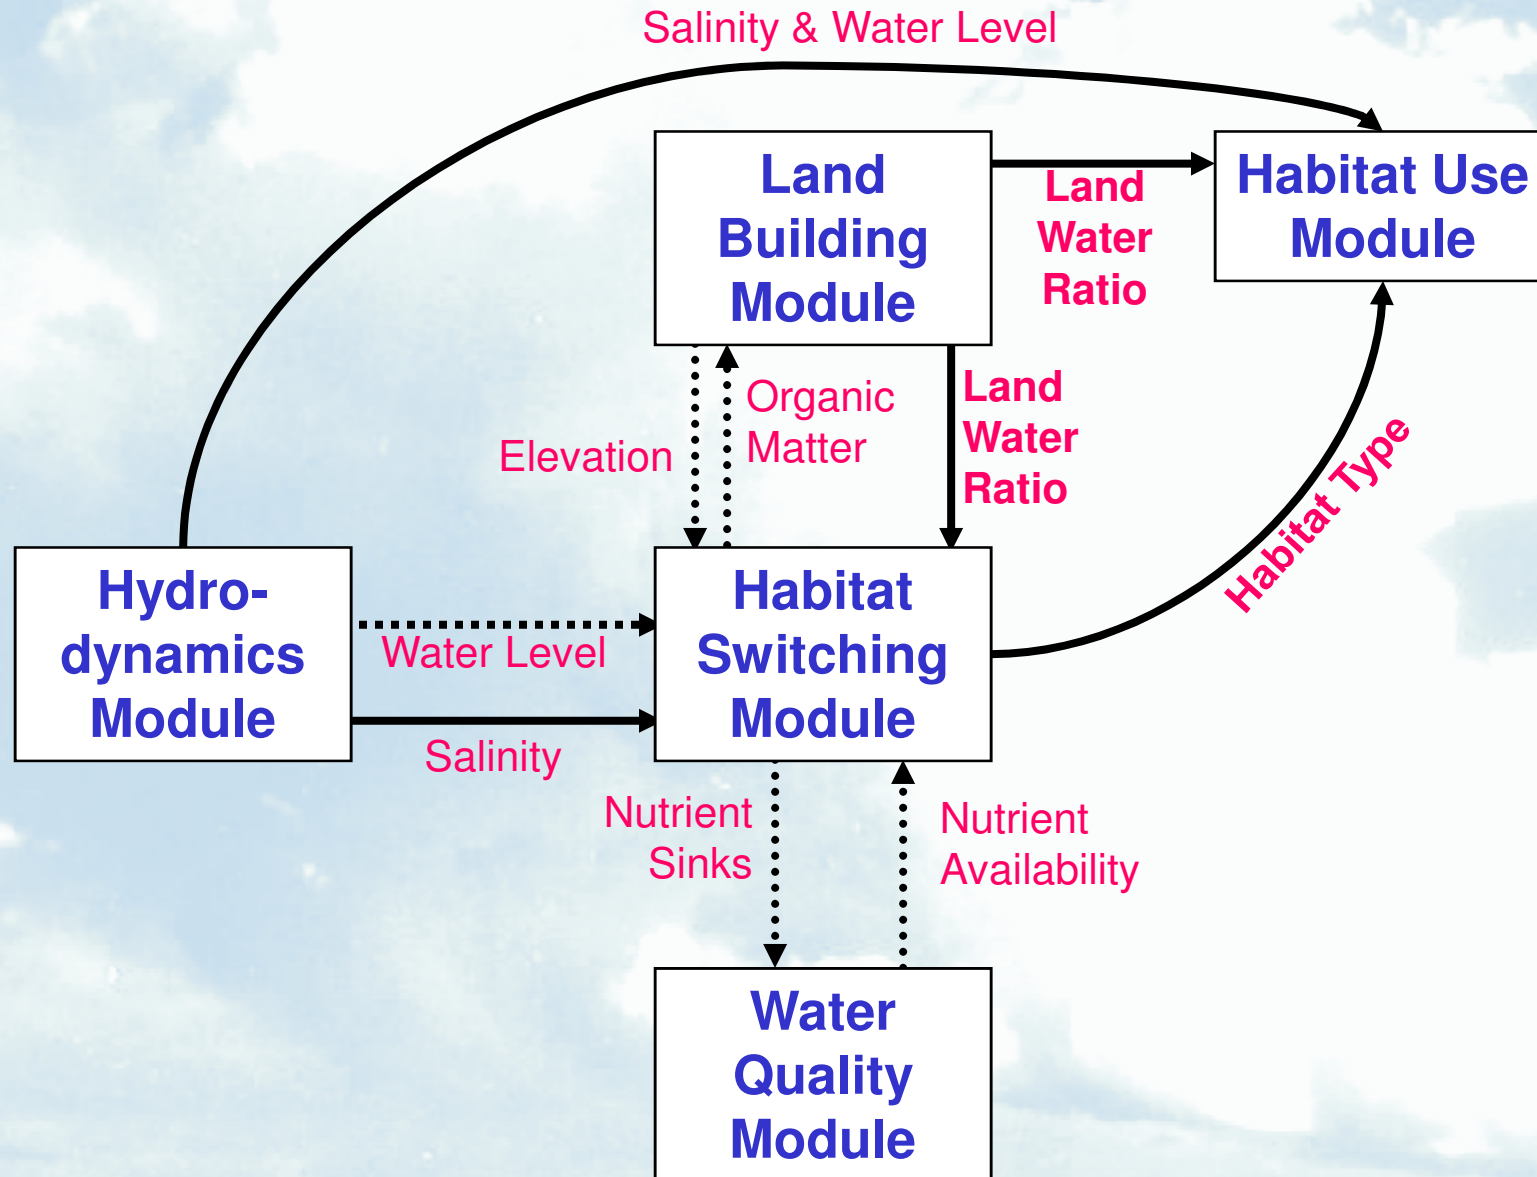 Salinity & Water Level
Land
Building
Module
Land
Water
Ratio
Habitat Use
Module
Elevation
Organic
Matter
Land
Water
Ratio
Habitat Type
Hydro-
dynamics
Module
Water Level
Salinity
Habitat
Switching
Module
Nutrient
Sinks
Nutrient
Availability
Water
Quality
Module